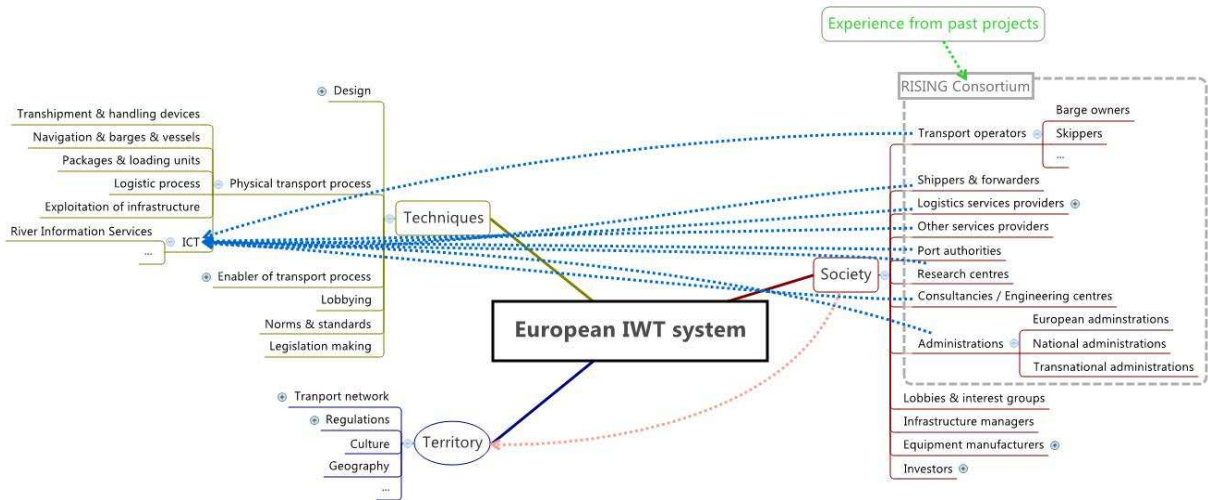 Experience from past projects
RISING Consortium
Design
Transhipment & handling devices
Navigation & barges & vessels
Packages & loading units
Logistic process
Exploitation of infrastructure
River Information Services
...
ICT
Physical transport process
Enabler of transport process
Lobbying
Norms & standards
Legislation making
Techniques
European IWT system
Tranport network
Regulations
Culture
Geography
...
Territory
Society
Transport operators
Barge owners
Skippers
...
Shippers & forwarders
Logistics services providers
Other services providers
Port authorities
Research centres
Consultancies / Engineering centres
Administrations
European adminstrations
National administrations
Transnational administrations
Lobbies & interest groups
Infrastructure managers
Equipment manufacturers
Investors